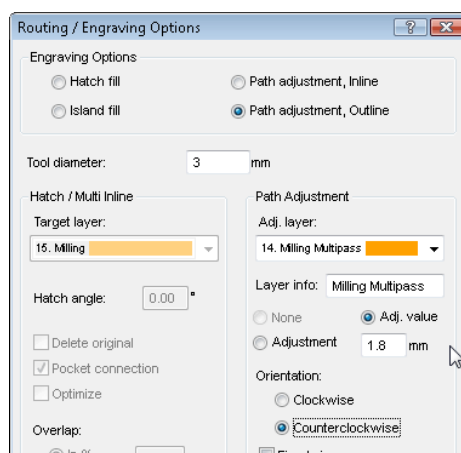 Routing / Engraving Options
Engraving Options
Hatch fill
Path adjustment, Inline
Island fill
Path adjustment, Outline
Tool diameter: 3 mm
Hatch / Multi Inline
Target layer:
15. Milling
Hatch angle: 0.00 °
Delete original
Pocket connection
Optimize
Overlap:
Path Adjustment
Adj. layer:
14. Milling Multipass
Layer info: Milling Multipass
None
Adj. value
Adjustment 1.8 mm
Orientation:
Clockwise
Counterclockwise